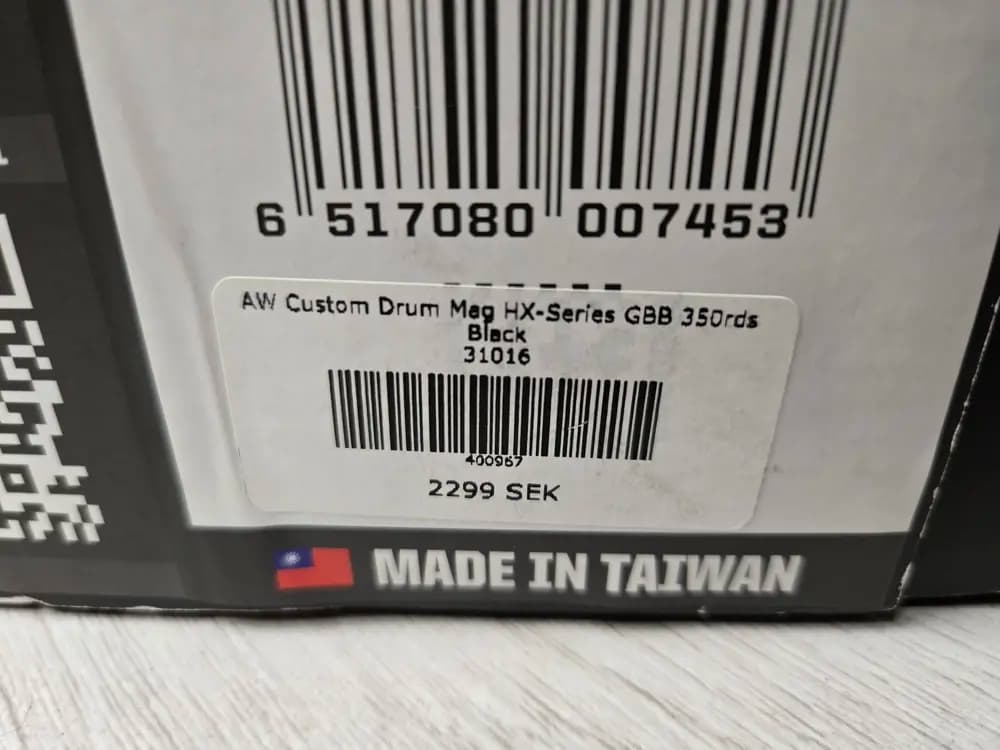 6 517080 007453
AW Custom Drum Mag HX-Series GBB 350rds
Black
31016
400967
2299 SEK
MADE IN TAIWAN